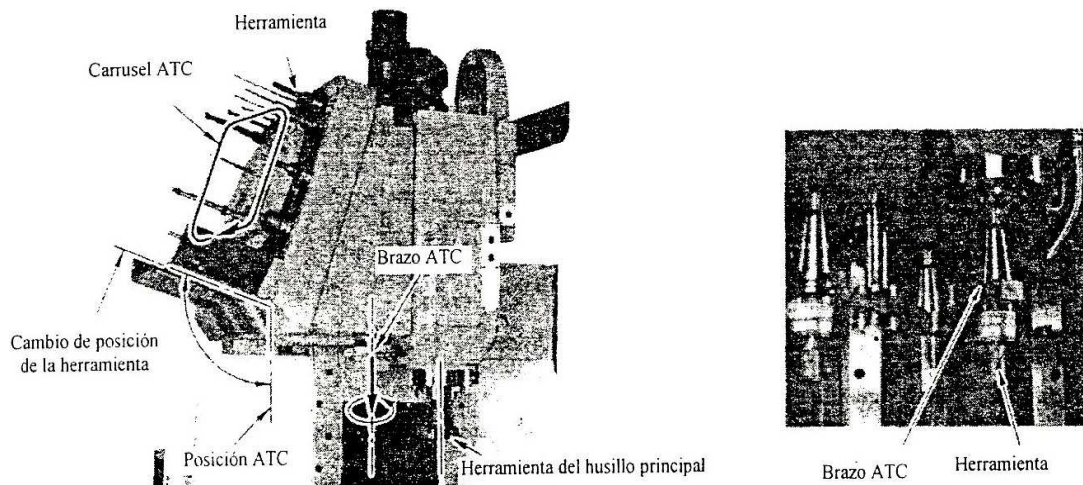 Herramienta
Carrusel ATC
Brazo ATC
Cambio de posición
de la herramienta
Posición ATC
Herramienta del husillo principal
Brazo ATC
Herramienta